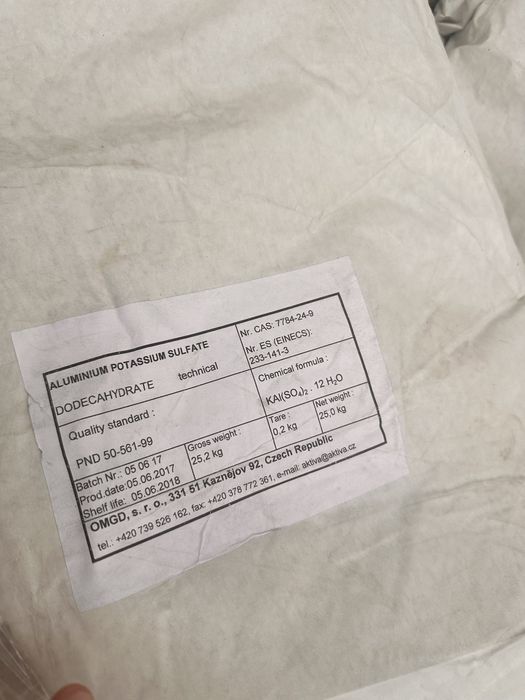 ALUMINIUM POTASSIUM SULFATE
DODECAHYDRATE technical
Nr. CAS: 7784-24-9
Nr. ES (EINECS):
233-141-3
Quality standard :
PND 50-561-99
Chemical formula :
KAl(SO4)2 . 12 H2O
Batch Nr.: 05 06 17
Prod.date:05.06.2017
Shelf life: 05.06.2018
Gross weight :
25,2 kg
Tare :
0,2 kg
Net weight :
25,0 kg
OMGD, s. r. o., 331 51 Kaznějov 92, Czech Republic
tel.: +420 739 526 162, fax: +420 378 772 361, e-mail: aktiva@aktiva.cz